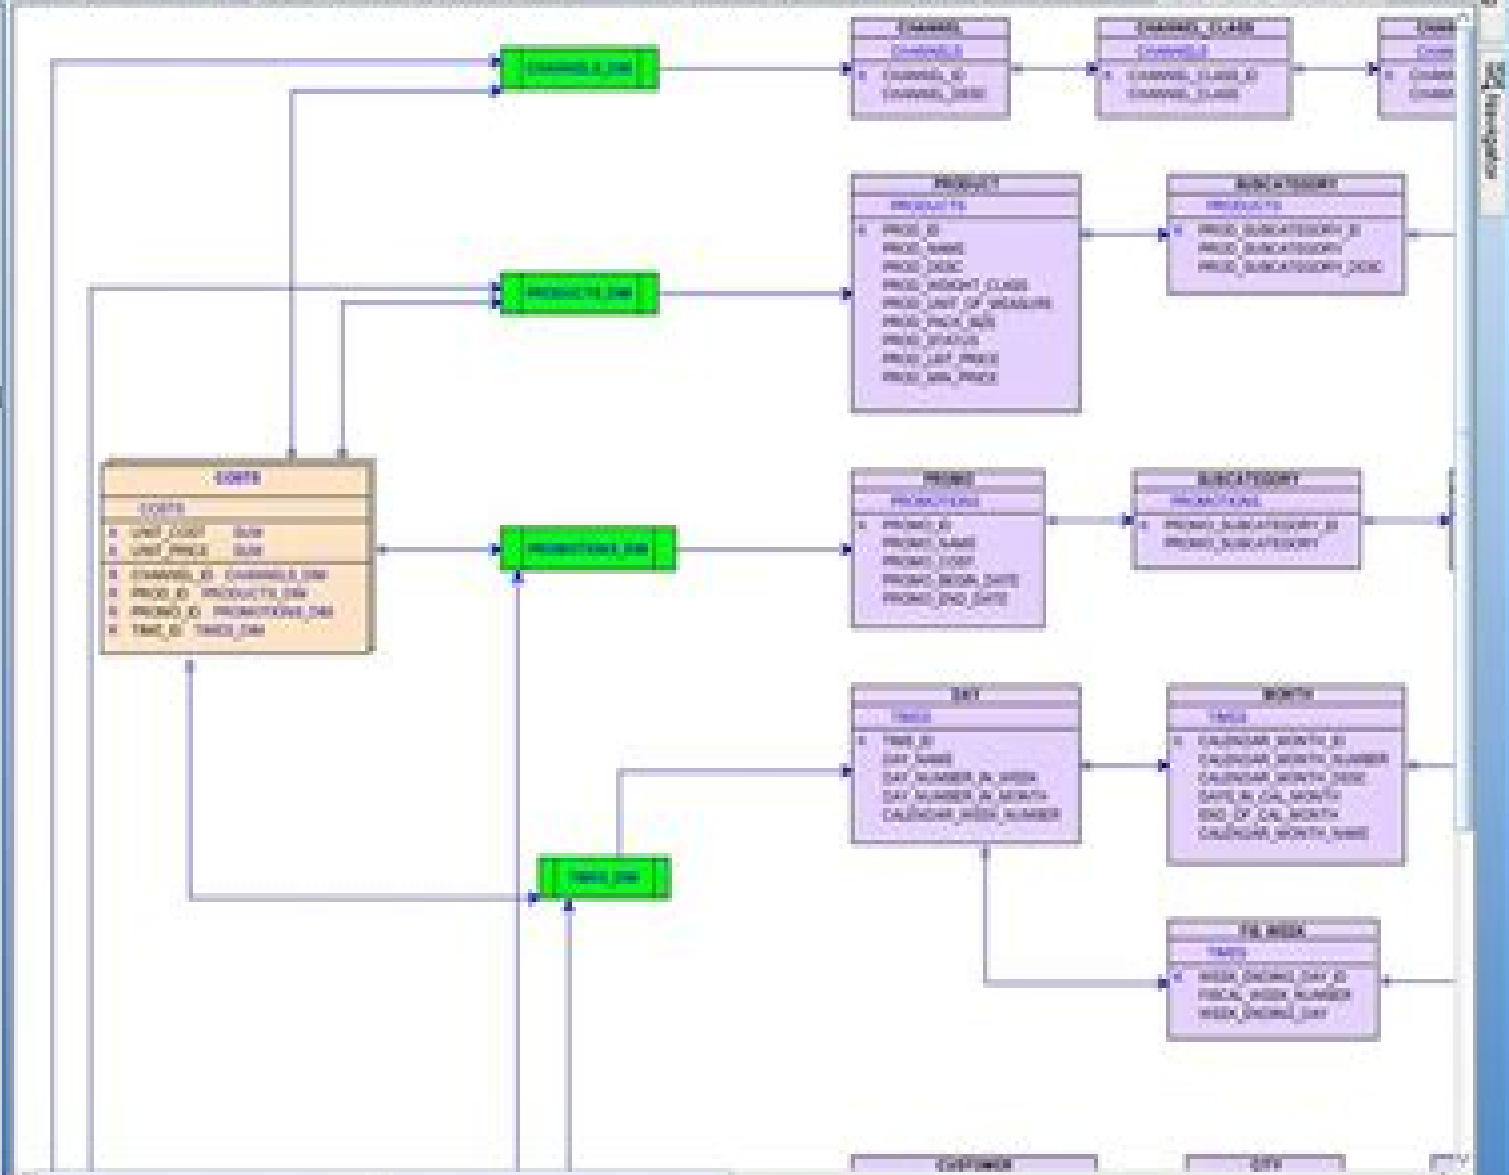 CHANNEL
CHANNELS
CHANNEL_ID
CHANNEL_DESC
CHANNEL_CLASS
CHANNELS
CHANNEL_CLASS_ID
CHANNEL_CLASS
CHANNELS_DIM
PRODUCT
PRODUCTS
PROD_ID
PROD_NAME
PROD_DESC
PROD_WEIGHT_CLASS
PROD_UNIT_OF_MEASURE
PROD_PACK_SIZE
PROD_STATUS
PROD_LIST_PRICE
PROD_MIN_PRICE
SUBCATEGORY
PRODUCTS
PROD_SUBCATEGORY_ID
PROD_SUBCATEGORY
PROD_SUBCATEGORY_DESC
PRODUCTS_DIM
COSTS
COSTS
UNIT_COST SUM
UNIT_PRICE SUM
CHANNEL_ID CHANNELS_DIM
PROD_ID PRODUCTS_DIM
PROMO_ID PROMOTIONS_DIM
TIME_ID TIMES_DIM
PROMOTIONS_DIM
PROMO
PROMOTIONS
PROMO_ID
PROMO_NAME
PROMO_COST
PROMO_BEGIN_DATE
PROMO_END_DATE
SUBCATEGORY
PROMOTIONS
PROMO_SUBCATEGORY_ID
PROMO_SUBCATEGORY
DAY
TIMES
TIME_ID
DAY_NAME
DAY_NUMBER_IN_WEEK
DAY_NUMBER_IN_MONTH
CALENDAR_WEEK_NUMBER
MONTH
TIMES
CALENDAR_MONTH_ID
CALENDAR_MONTH_NUMBER
CALENDAR_MONTH_DESC
DAYS_IN_CAL_MONTH
END_OF_CAL_MONTH
CALENDAR_MONTH_NAME
TIMES_DIM
FIS_WEEK
TIMES
WEEK_ENDING_DAY_ID
FISCAL_WEEK_NUMBER
WEEK_ENDING_DAY
CUSTOMER
CITY
Navigator